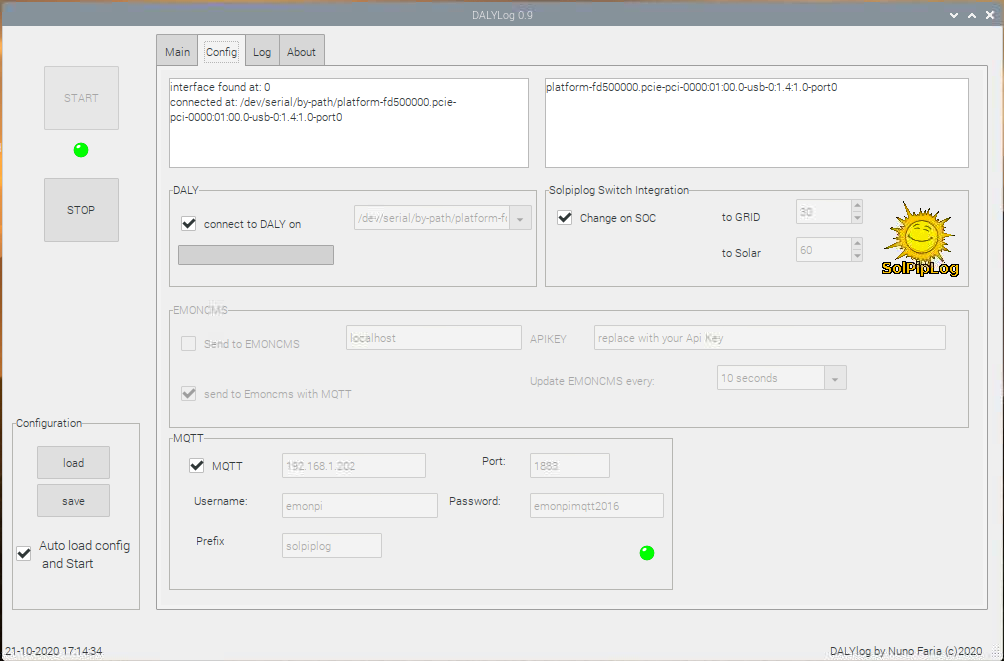 DALYLog 0.9
Main
Config
Log
About
START
STOP
interface found at: 0
connected at: /dev/serial/by-path/platform-fd500000.pcie-
pci-0000:01:00.0-usb-0:1.4:1.0-port0
platform-fd500000.pcie-pci-0000:01:00.0-usb-0:1.4:1.0-port0
DALY
connect to DALY on
/dev/serial/by-path/platform-f
Solpiplog Switch Integration
Change on SOC
to GRID
30
to Solar
60
SolPipLog
EMONCMS
Send to EMONCMS
localhost
APIKEY
replace with your Api Key
Update EMONCMS every:
10 seconds
send to Emoncms with MQTT
MQTT
MQTT
192.168.1.202
Port:
1883
Username:
emonpi
Password:
emonpimqtt2016
Prefix
solpiplog
Configuration
load
save
Auto load config
and Start
21-10-2020 17:14:34
DALYlog by Nuno Faria (c)2020